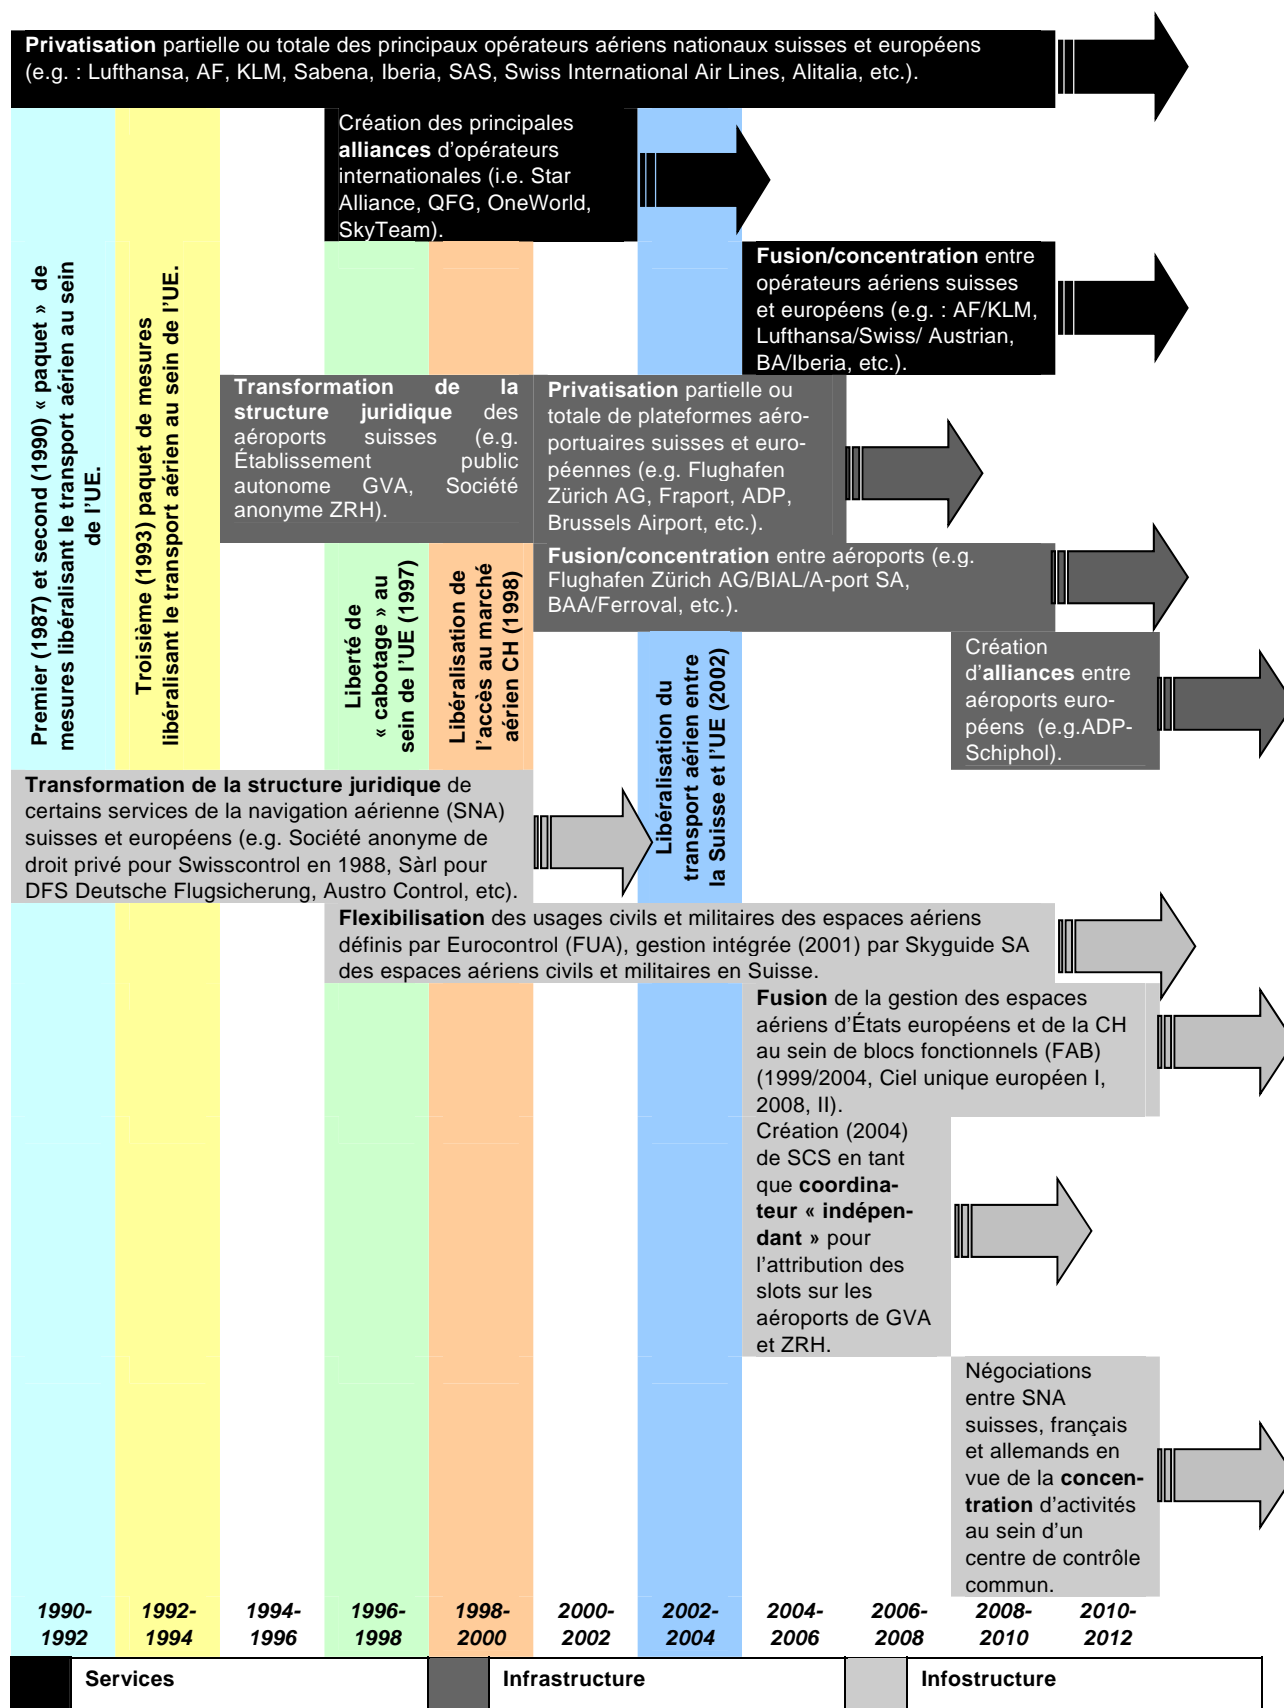 Privatisation partielle ou totale des principaux opérateurs aériens nationaux suisses et européens
(e.g. : Lufthansa, AF, KLM, Sabena, Iberia, SAS, Swiss International Air Lines, Alitalia, etc.).
Création des principales
alliances d’opérateurs
internationales (i.e. Star
Alliance, QFG, OneWorld,
SkyTeam).
Fusion/concentration entre
opérateurs aériens suisses
et européens (e.g. : AF/KLM,
Lufthansa/Swiss/ Austrian,
BA/Iberia, etc.).
Premier (1987) et second (1990) « paquet » de
mesures libéralisant le transport aérien au sein
de l’UE.
Troisième (1993) paquet de mesures
libéralisant le transport aérien au sein de l’UE.
Transformation de la
structure juridique des
aéroports suisses (e.g.
Établissement public
autonome GVA, Société
anonyme ZRH).
Privatisation partielle ou
totale de plateformes aéro-
portuaires suisses et euro-
péennes (e.g. Flughafen
Zürich AG, Fraport, ADP,
Brussels Airport, etc.).
Liberté de
« cabotage » au
sein de l’UE (1997)
Libéralisation de
l’accès au marché
aérien CH (1998)
Fusion/concentration entre aéroports (e.g.
Flughafen Zürich AG/BIAL/A-port SA,
BAA/Ferroval, etc.).
Libéralisation du
transport aérien entre
la Suisse et l’UE (2002)
Création
d’alliances entre
aéroports euro-
péens (e.g.ADP-
Schiphol).
Transformation de la structure juridique de
certains services de la navigation aérienne (SNA)
suisses et européens (e.g. Société anonyme de
droit privé pour Swisscontrol en 1988, Sàrl pour
DFS Deutsche Flugsicherung, Austro Control, etc).
Flexibilisation des usages civils et militaires des espaces aériens
définis par Eurocontrol (FUA), gestion intégrée (2001) par Skyguide SA
des espaces aériens civils et militaires en Suisse.
Fusion de la gestion des espaces
aériens d’États européens et de la CH
au sein de blocs fonctionnels (FAB)
(1999/2004, Ciel unique européen I,
2008, II).
Création (2004)
de SCS en tant
que coordina-
teur « indépen-
dant » pour
l’attribution des
slots sur les
aéroports de GVA
et ZRH.
Négociations
entre SNA
suisses, français
et allemands en
vue de la concen-
tration d’activités
au sein d’un
centre de contrôle
commun.
1990- 1992- 1994- 1996- 1998- 2000- 2002- 2004- 2006- 2008- 2010-
1992 1994 1996 1998 2000 2002 2004 2006 2008 2010 2012
Services Infrastructure Infostructure